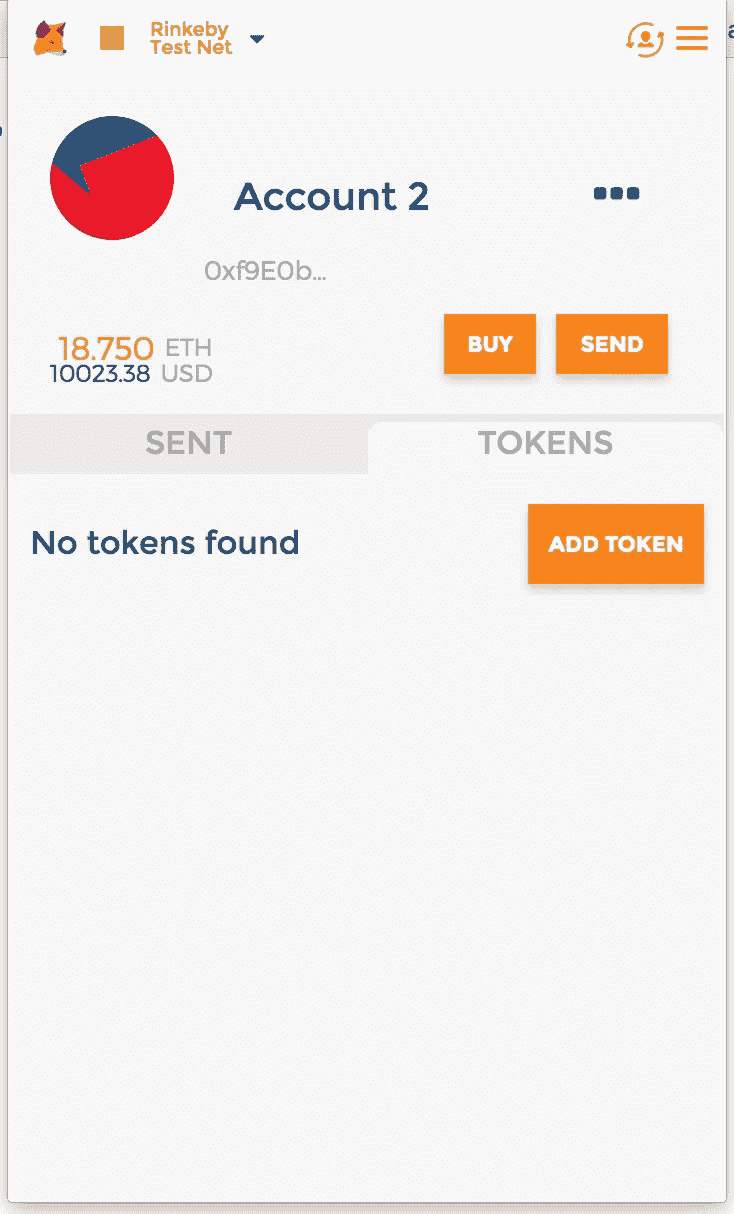 Rinkeby
Test Net
Account 2
0xf9E0b...
18.750 ETH
10023.38 USD
BUY
SEND
SENT
TOKENS
No tokens found
ADD TOKEN